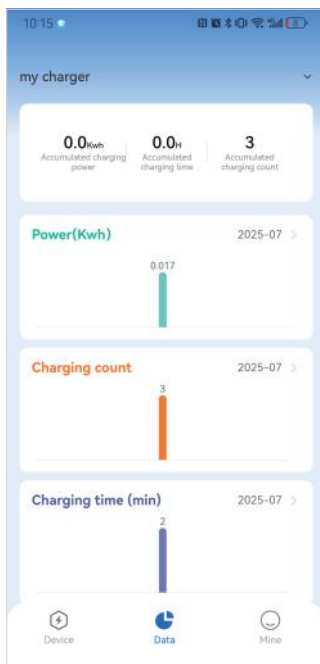 10:15
my charger
0.0Kwh 0.0H 3
Accumulated charging power
Accumulated charging time
Accumulated charging count
Power(Kwh) 2025-07
0.017
Charging count 2025-07
3
Charging time (min) 2025-07
2
Device Data Mine